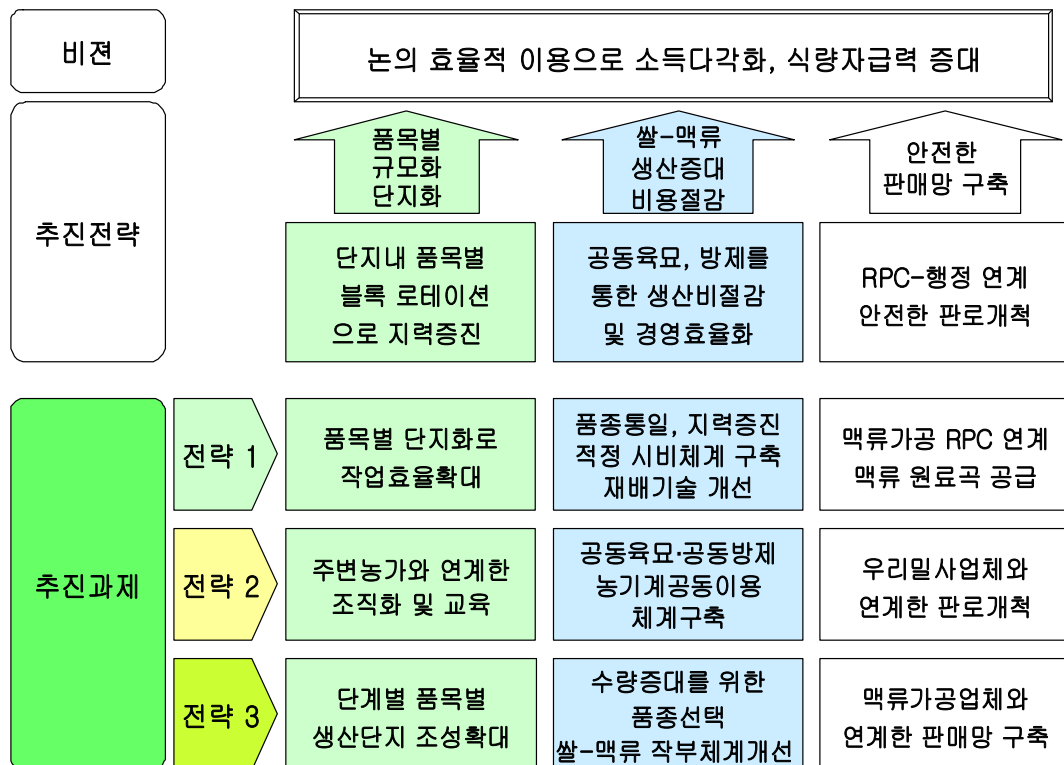 비젼
논의 효율적 이용으로 소득다각화, 식량자급력 증대
추진전략
품목별
규모화
단지화
쌀-맥류
생산증대
비용절감
안전한
판매망 구축
단지내 품목별
블록 로테이션
으로 지력증진
공동육묘, 방제를
통한 생산비절감
및 경영효율화
RPC-행정 연계
안전한 판로개척
추진과제
전략 1
품목별 단지화로
작업효율확대
품종통일, 지력증진
적정 시비체계 구축
재배기술 개선
맥류가공 RPC 연계
맥류 원료곡 공급
전략 2
주변농가와 연계한
조직화 및 교육
공동육묘·공동방제
농기계공동이용
체계구축
우리밀사업체와
연계한 판로개척
전략 3
단계별 품목별
생산단지 조성확대
수량증대를 위한
품종선택
쌀-맥류 작부체계개선
맥류가공업체와
연계한 판매망 구축